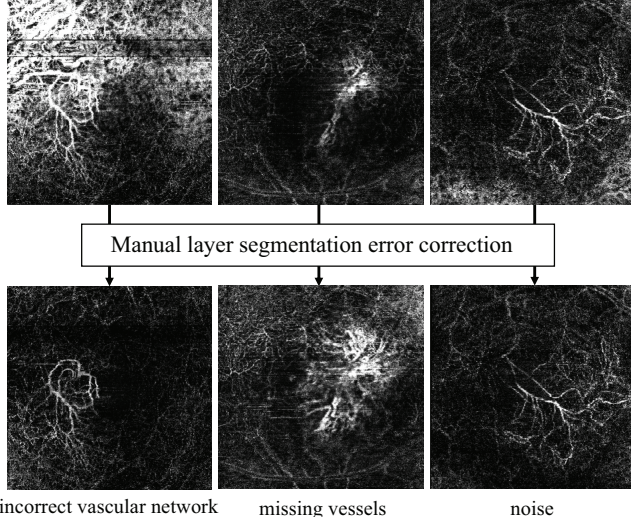 Manual layer segmentation error correction
incorrect vascular network
missing vessels
noise